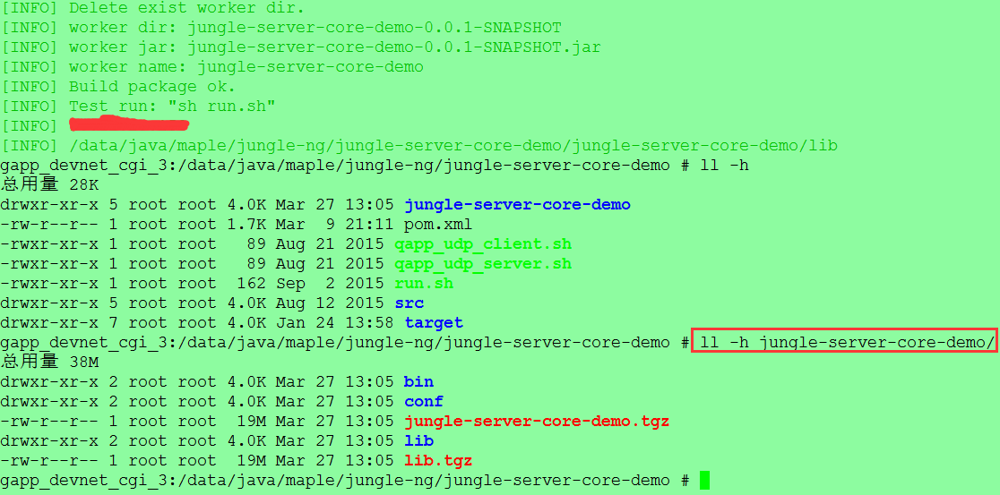 [INFO] Delete exist worker dir.
[INFO] worker dir: jungle-server-core-demo-0.0.1-SNAPSHOT
[INFO] worker jar: jungle-server-core-demo-0.0.1-SNAPSHOT.jar
[INFO] worker name: jungle-server-core-demo
[INFO] Build package ok.
[INFO] Test run: "sh run.sh"
[INFO]
[INFO] /data/java/maple/jungle-ng/jungle-server-core-demo/jungle-server-core-demo/lib
gapp_devnet_cgi_3:/data/java/maple/jungle-ng/jungle-server-core-demo # ll -h
总用量 28K
drwxr-xr-x 5 root root 4.0K Mar 27 13:05 jungle-server-core-demo
-rw-r--r-- 1 root root 1.7K Mar  9 21:11 pom.xml
-rwxr-xr-x 1 root root   89 Aug 21 2015 qapp_udp_client.sh
-rwxr-xr-x 1 root root   89 Aug 21 2015 qapp_udp_server.sh
-rwxr-xr-x 1 root root  162 Sep  2 2015 run.sh
drwxr-xr-x 5 root root 4.0K Aug 12 2015 src
drwxr-xr-x 7 root root 4.0K Jan 24 13:58 target
gapp_devnet_cgi_3:/data/java/maple/jungle-ng/jungle-server-core-demo # ll -h jungle-server-core-demo/
总用量 38M
drwxr-xr-x 2 root root 4.0K Mar 27 13:05 bin
drwxr-xr-x 2 root root 4.0K Mar 27 13:05 conf
-rw-r--r-- 1 root root  19M Mar 27 13:05 jungle-server-core-demo.tgz
drwxr-xr-x 2 root root 4.0K Mar 27 13:05 lib
-rw-r--r-- 1 root root  19M Mar 27 13:05 lib.tgz
gapp_devnet_cgi_3:/data/java/maple/jungle-ng/jungle-server-core-demo #